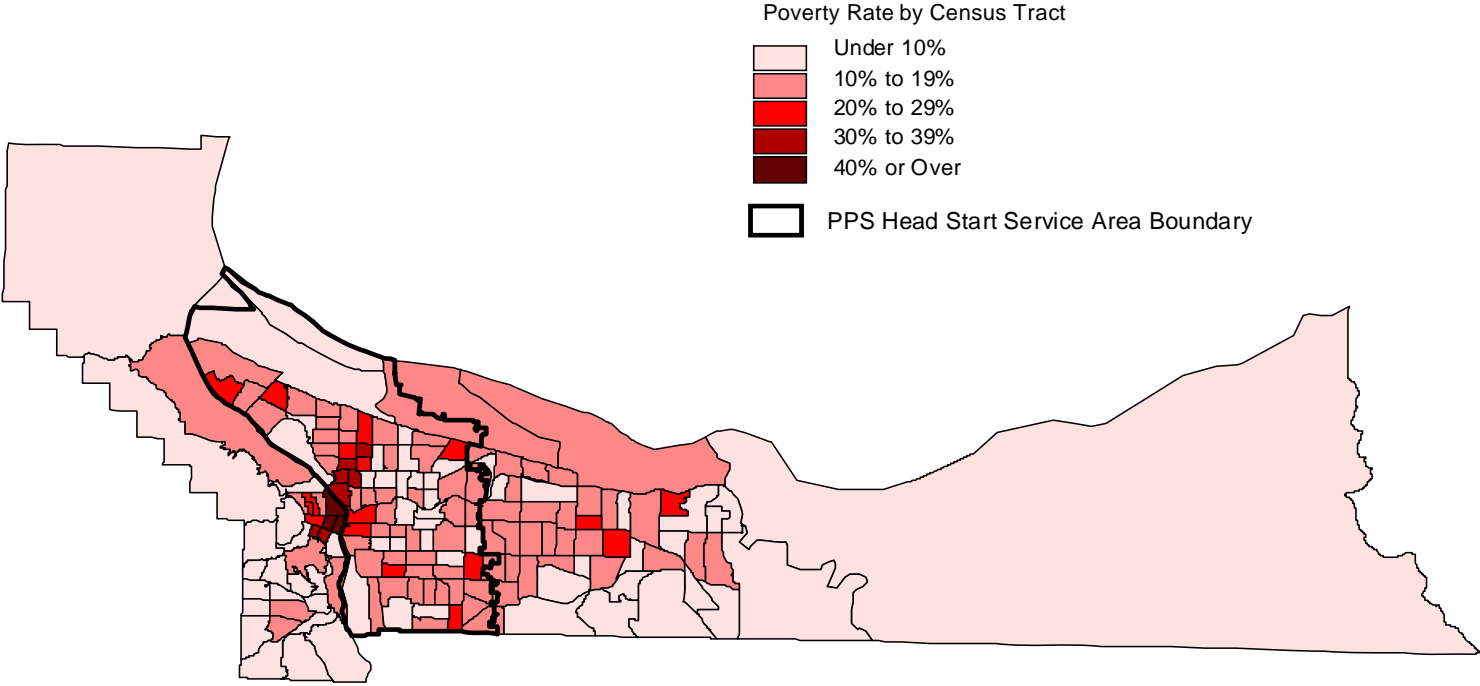 Poverty Rate by Census Tract
Under 10%
10% to 19%
20% to 29%
30% to 39%
40% or Over
PPS Head Start Service Area Boundary